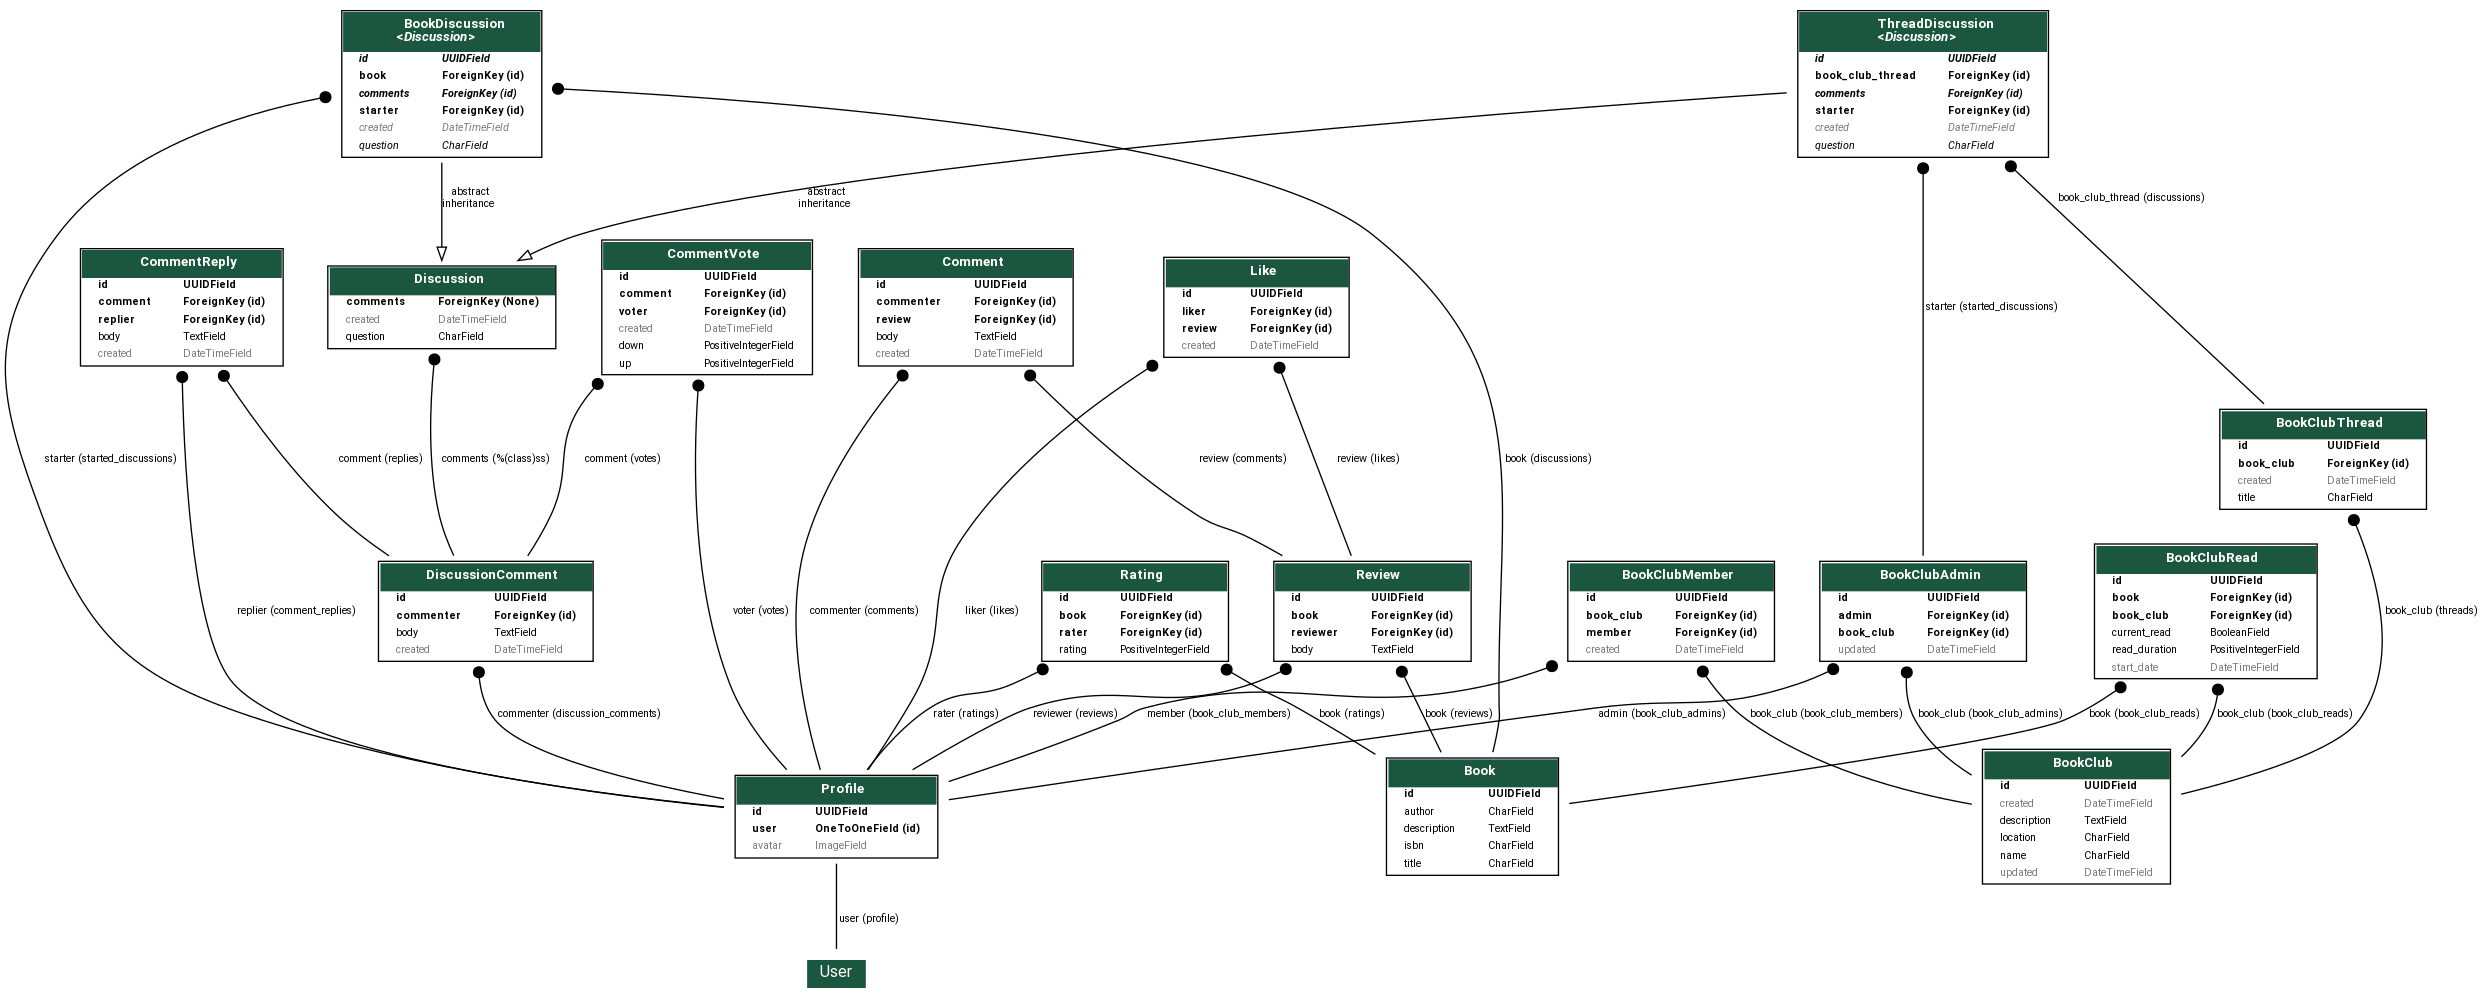 BookDiscussion
<Discussion>
id UUIDField
book ForeignKey (id)
comments ForeignKey (id)
starter ForeignKey (id)
created DateTimeField
question CharField
ThreadDiscussion
<Discussion>
id UUIDField
book_club_thread ForeignKey (id)
comments ForeignKey (id)
starter ForeignKey (id)
created DateTimeField
question CharField
abstract
inheritance
abstract
inheritance
book_club_thread (discussions)
CommentReply
id UUIDField
comment ForeignKey (id)
replier ForeignKey (id)
body TextField
created DateTimeField
Discussion
comments ForeignKey (None)
created DateTimeField
question CharField
CommentVote
id UUIDField
comment ForeignKey (id)
voter ForeignKey (id)
created DateTimeField
down PositiveIntegerField
up PositiveIntegerField
Comment
id UUIDField
commenter ForeignKey (id)
review ForeignKey (id)
body TextField
created DateTimeField
Like
id UUIDField
liker ForeignKey (id)
review ForeignKey (id)
created DateTimeField
starter (started_discussions)
BookClubThread
id UUIDField
book_club ForeignKey (id)
created DateTimeField
title CharField
starter (started_discussions)
comment (replies)
comments (%(class)ss)
comment (votes)
review (comments)
review (likes)
book (discussions)
DiscussionComment
id UUIDField
commenter ForeignKey (id)
body TextField
created DateTimeField
Rating
id UUIDField
book ForeignKey (id)
rater ForeignKey (id)
rating PositiveIntegerField
Review
id UUIDField
book ForeignKey (id)
reviewer ForeignKey (id)
body TextField
BookClubMember
id UUIDField
book_club ForeignKey (id)
member ForeignKey (id)
created DateTimeField
BookClubAdmin
id UUIDField
admin ForeignKey (id)
book_club ForeignKey (id)
updated DateTimeField
BookClubRead
id UUIDField
book ForeignKey (id)
book_club ForeignKey (id)
current_read BooleanField
read_duration PositiveIntegerField
start_date DateTimeField
replier (comment_replies)
voter (votes)
commenter (comments)
liker (likes)
book_club (threads)
commenter (discussion_comments)
rater (ratings)
reviewer (reviews)
member (book_club_members)
book (ratings)
book (reviews)
admin (book_club_admins)
book_club (book_club_members)
book_club (book_club_admins)
book (book_club_reads)
book_club (book_club_reads)
Profile
id UUIDField
user OneToOneField (id)
avatar ImageField
Book
id UUIDField
author CharField
description TextField
isbn CharField
title CharField
BookClub
id UUIDField
created DateTimeField
description TextField
location CharField
name CharField
updated DateTimeField
user (profile)
User